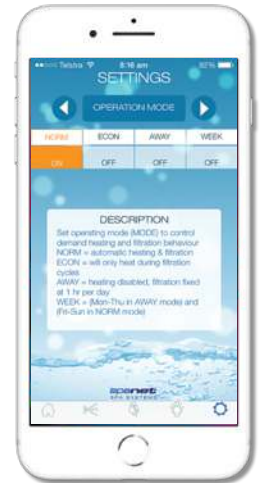 Telstra 8:16 am 92%
SETTINGS
OPERATION MODE
NORM ECON AWAY WEEK
ON OFF OFF OFF
DESCRIPTION
Set operating mode (MODE) to control
demand heating and filtration behaviour
NORM = automatic heating & filtration
ECON = will only heat during filtration
cycles
AWAY = heating disabled, filtration fixed
at 1 hr per day
WEEK = (Mon-Thu in AWAY mode) and
(Fri-Sun in NORM mode)
spanet
SPA SYSTEMS